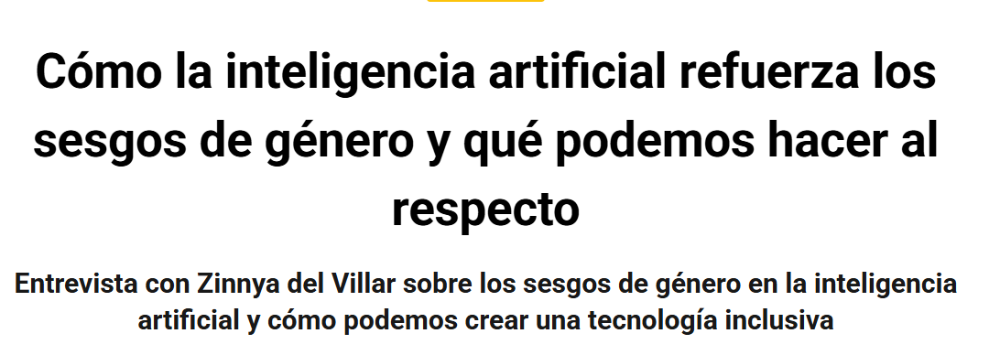 Cómo la inteligencia artificial refuerza los
sesgos de género y qué podemos hacer al
respecto
Entrevista con Zinnya del Villar sobre los sesgos de género en la inteligencia
artificial y cómo podemos crear una tecnología inclusiva